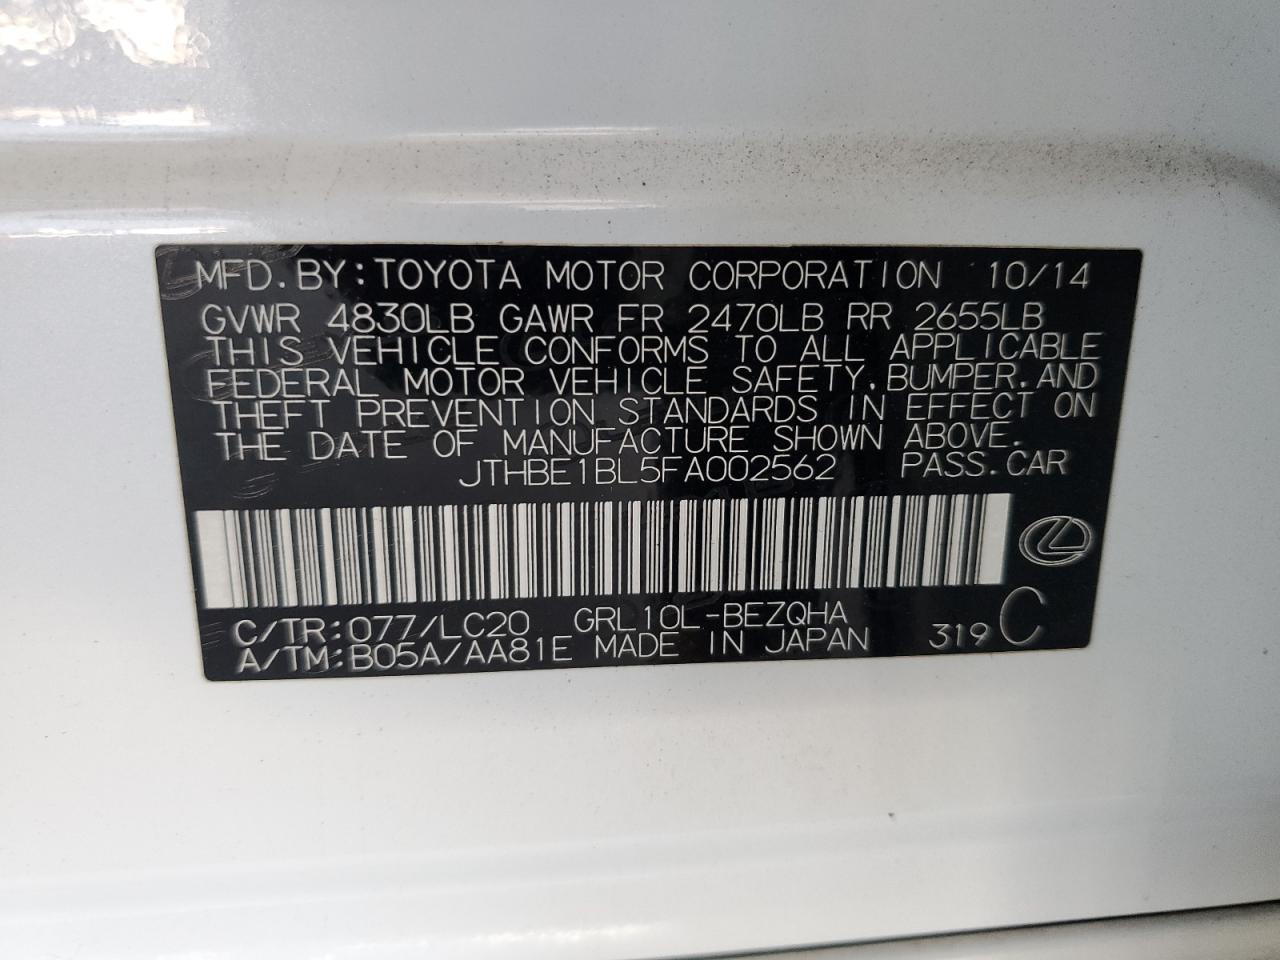 MFD. BY: TOYOTA MOTOR CORPORATION 10/14
GVWR 4830LB GAWR FR 2470LB RR 2655LB
THIS VEHICLE CONFORMS TO ALL APPLICABLE
FEDERAL MOTOR VEHICLE SAFETY, BUMPER, AND
THEFT PREVENTION STANDARDS IN EFFECT ON
THE DATE OF MANUFACTURE SHOWN ABOVE.
JTHBE1BL5FA002562 PASS. CAR
C/TR: 077/LC20 GRL10L-BEZQHA
A/TM: B05A/AA81E MADE IN JAPAN 319 C